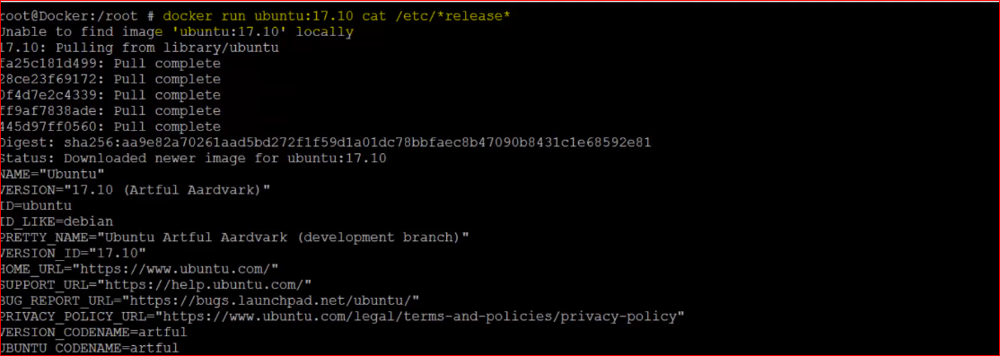 root@Docker:/root # docker run ubuntu:17.10 cat /etc/*release*
Unable to find image 'ubuntu:17.10' locally
17.10: Pulling from library/ubuntu
fa25c181d499: Pull complete
28ce23f69172: Pull complete
0f4d7e2c4339: Pull complete
ff9af7838ade: Pull complete
445d97ff0560: Pull complete
Digest: sha256:aa9e82a70261aad5bd272f1f59d1a01dc78bbfaec8b47090b8431c1e68592e81
Status: Downloaded newer image for ubuntu:17.10
NAME="Ubuntu"
VERSION="17.10 (Artful Aardvark)"
ID=ubuntu
ID_LIKE=debian
PRETTY_NAME="Ubuntu Artful Aardvark (development branch)"
VERSION_ID="17.10"
HOME_URL="https://www.ubuntu.com/"
SUPPORT_URL="https://help.ubuntu.com/"
BUG_REPORT_URL="https://bugs.launchpad.net/ubuntu/"
PRIVACY_POLICY_URL="https://www.ubuntu.com/legal/terms-and-policies/privacy-policy"
VERSION_CODENAME=artful
UBUNTU_CODENAME=artful